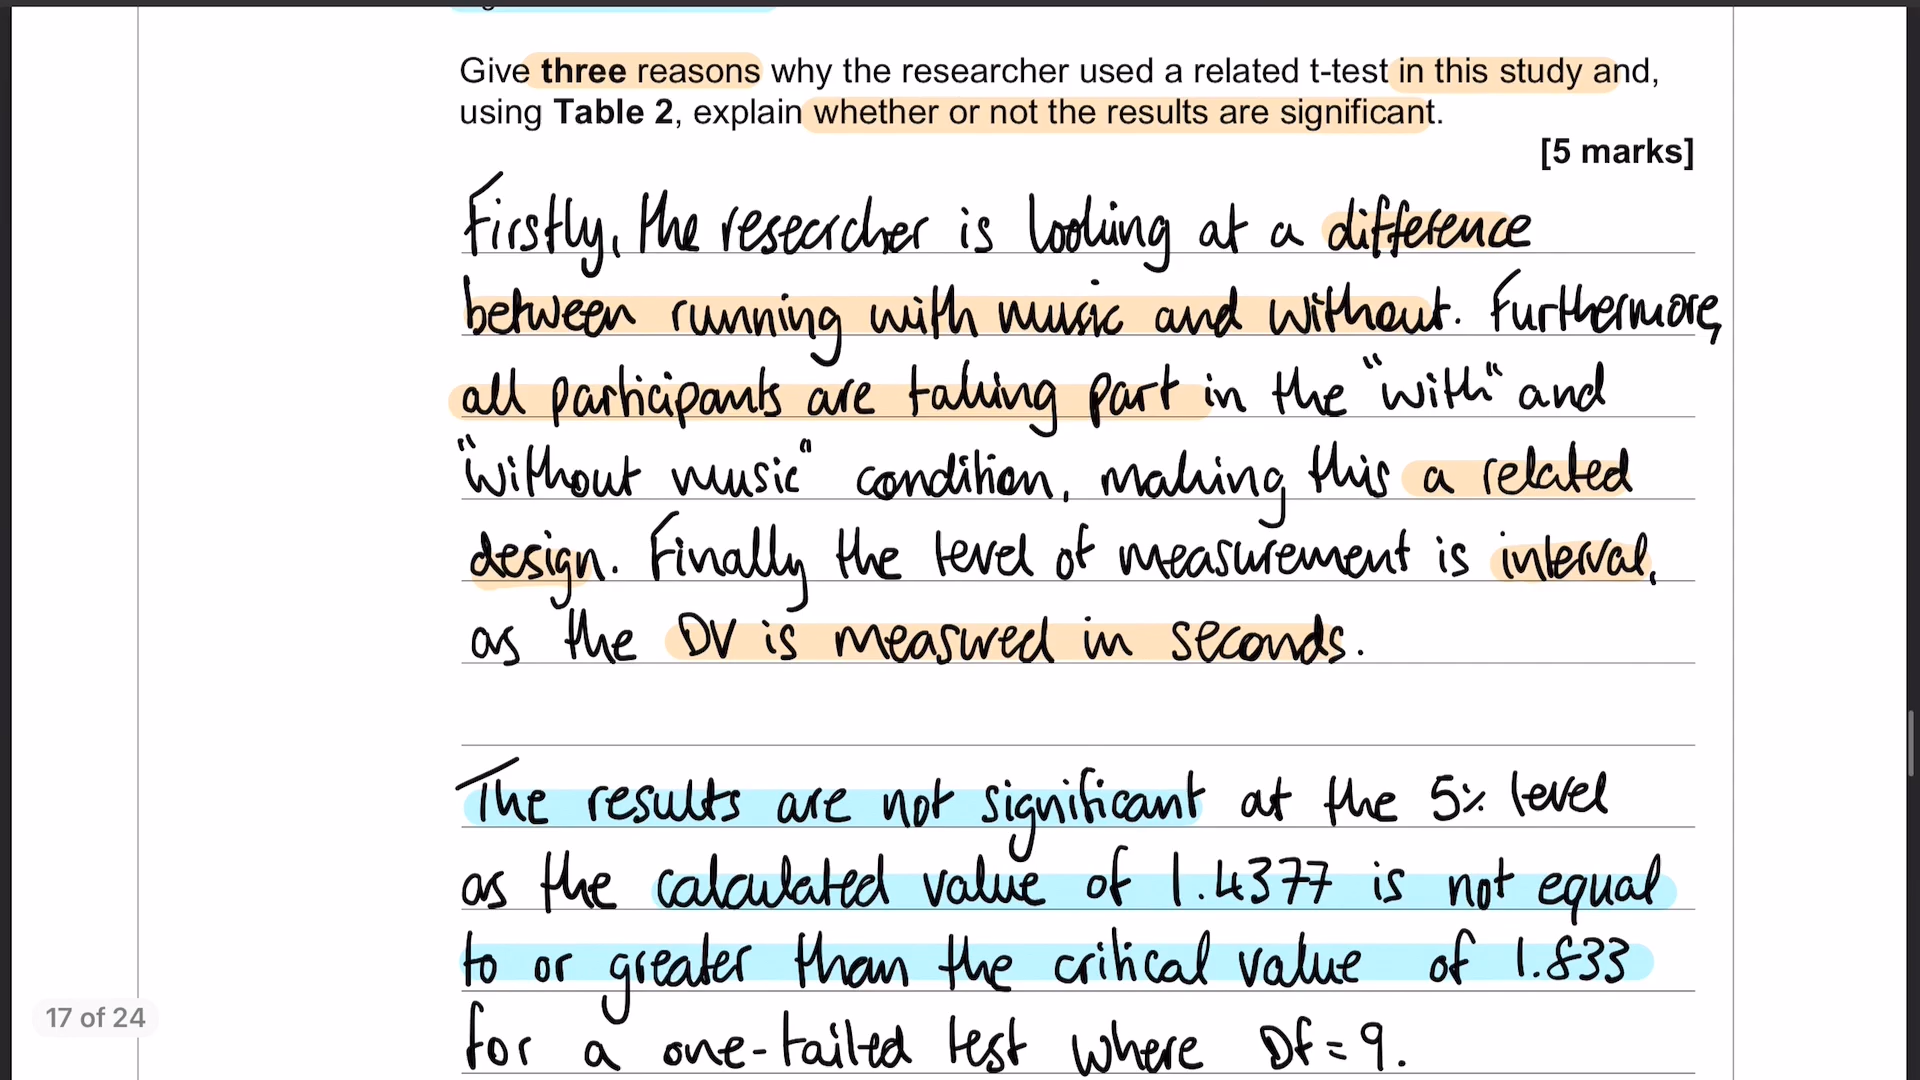 Give three reasons why the researcher used a related t-test in this study and,
using Table 2, explain whether or not the results are significant.
[5 marks]
Firstly, the researcher is looking at a difference
between running with music and without. Furthermore,
all participants are taking part in the "with" and
"without music" condition, making this a related
design. Finally the level of measurement is interval,
as the DV is measured in seconds.
The results are not significant at the 5% level
as the calculated value of 1.4377 is not equal
to or greater than the critical value of 1.833
for a one-tailed test where Df = 9.
17 of 24